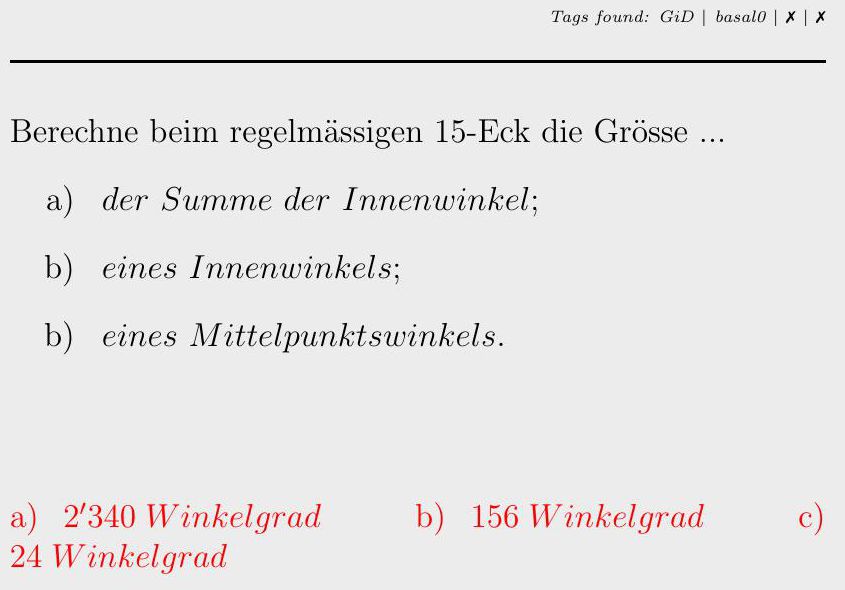 Tags found: GiD | basal0 | ✗ | ✗
Berechne beim regelmässigen 15-Eck die Grösse ...
a) der Summe der Innenwinkel;
b) eines Innenwinkels;
b) eines Mittelpunktswinkels.
a) 2′340 Winkelgrad b) 156 Winkelgrad c)
24 Winkelgrad